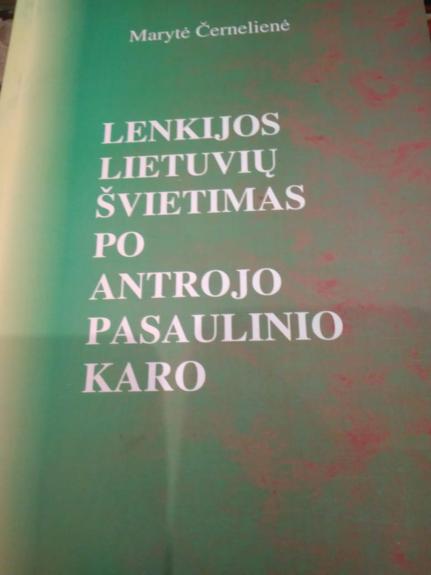 Marytė Černelienė
LENKIJOS
LIETUVIŲ
ŠVIETIMAS
PO
ANTROJO
PASAULINIO
KARO